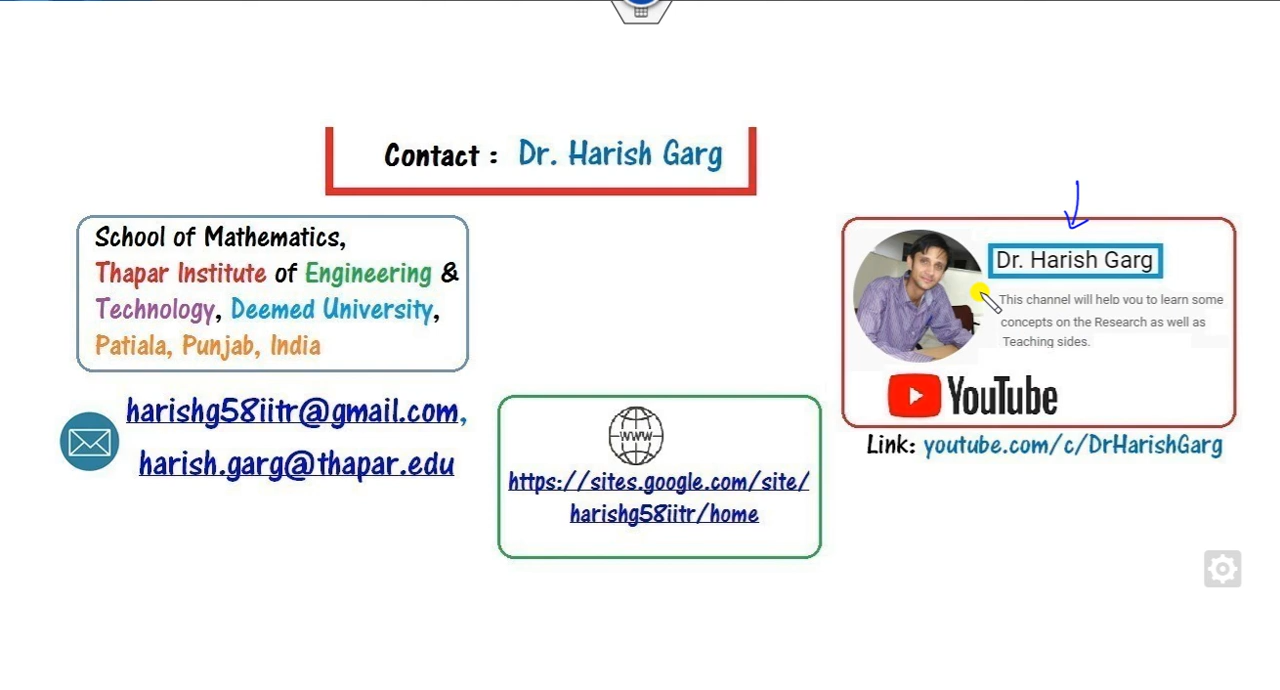 Contact : Dr. Harish Garg
School of Mathematics,
Thapar Institute of Engineering &
Technology, Deemed University,
Patiala, Punjab, India
harishg58iitr@gmail.com,
harish.garg@thapar.edu
www
https://sites.google.com/site/
harishg58iitr/home
Dr. Harish Garg
This channel will help you to learn some
concepts on the Research as well as
Teaching sides.
YouTube
Link: youtube.com/c/DrHarishGarg